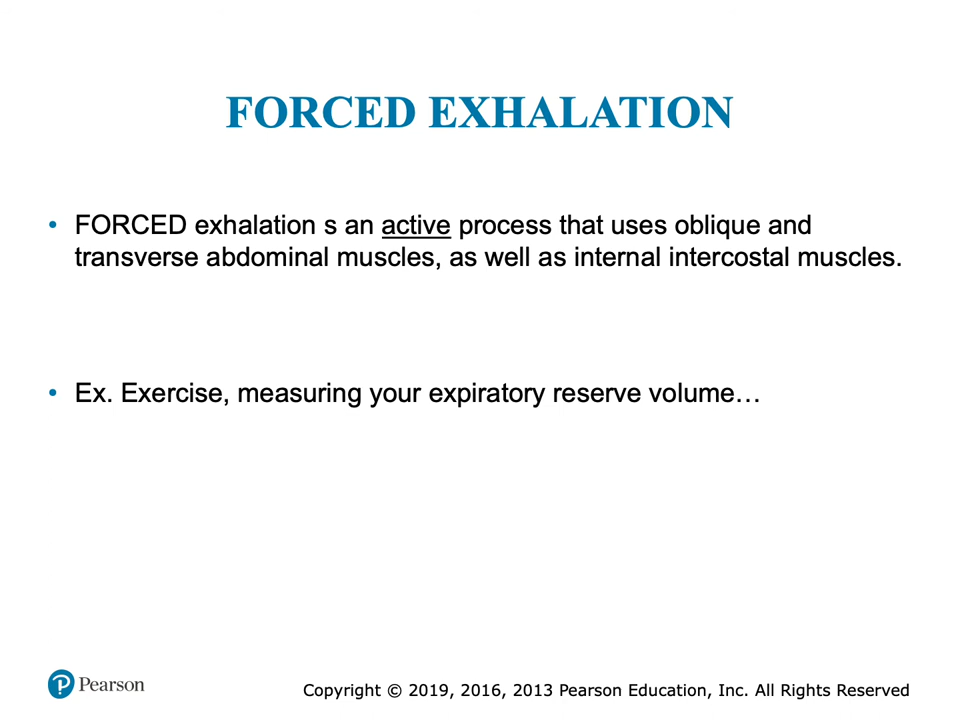 FORCED EXHALATION
• FORCED exhalation s an active process that uses oblique and
transverse abdominal muscles, as well as internal intercostal muscles.
• Ex. Exercise, measuring your expiratory reserve volume…
Pearson
Copyright © 2019, 2016, 2013 Pearson Education, Inc. All Rights Reserved